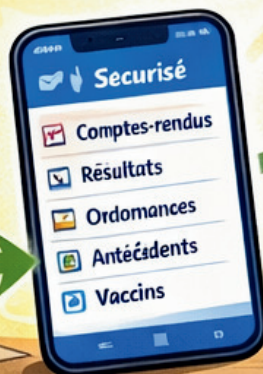 Securisé
Comptes-rendus
Résultats
Ordomances
Antécédents
Vaccins